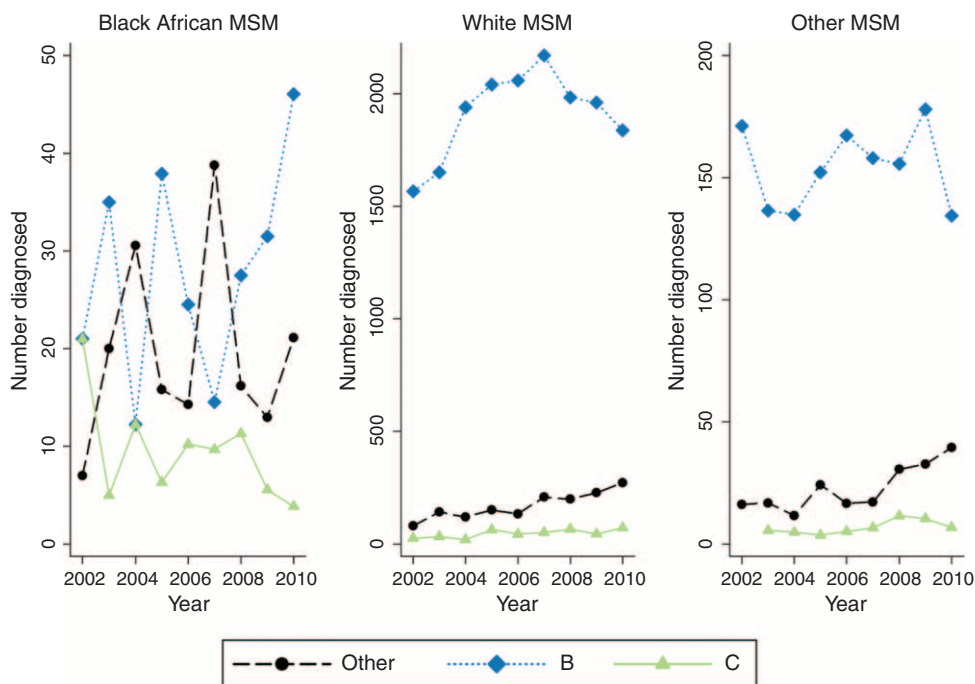 Black African MSM
White MSM
Other MSM
Number diagnosed
50
40
30
20
10
0
2002 2004 2006 2008 2010
Year
Number diagnosed
2000
1500
1000
500
0
2002 2004 2006 2008 2010
Year
Number diagnosed
200
150
100
50
0
2002 2004 2006 2008 2010
Year
Other
B
C